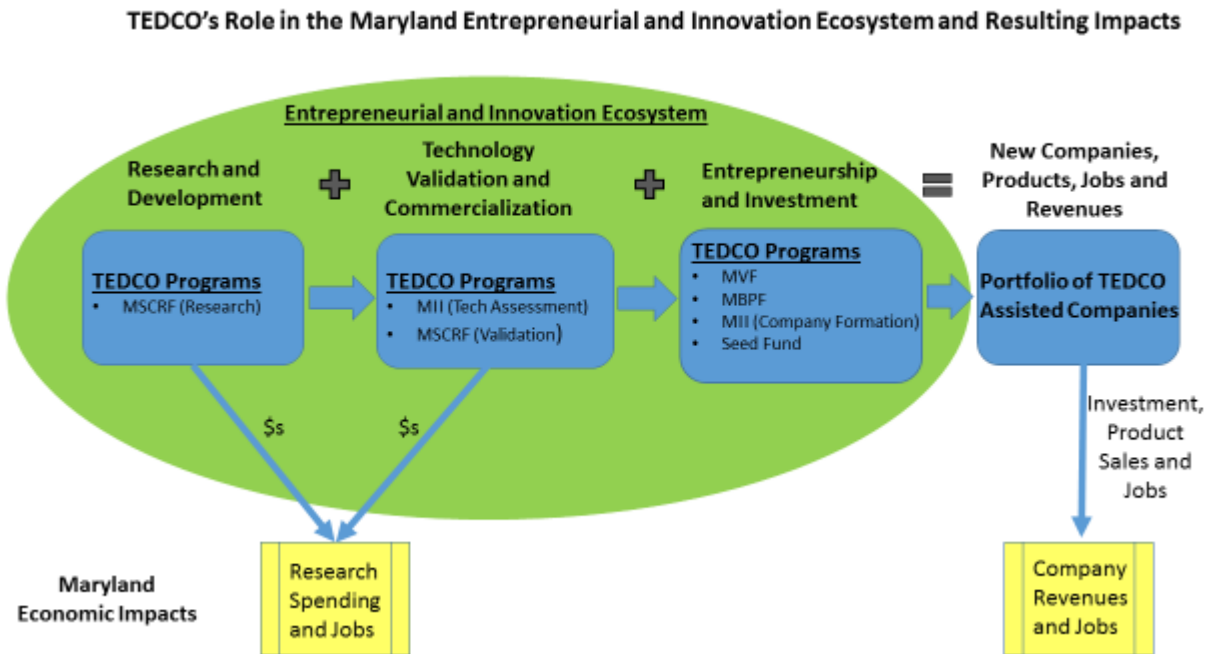 TEDCO's Role in the Maryland Entrepreneurial and Innovation Ecosystem and Resulting Impacts
Entrepreneurial and Innovation Ecosystem
Research and
Development
Technology
Validation and
Commercialization
Entrepreneurship
and Investment
New Companies,
Products, Jobs and
Revenues
TEDCO Programs
• MSCRF (Research)
TEDCO Programs
• MII (Tech Assessment)
• MSCRF (Validation)
TEDCO Programs
• MVF
• MBPF
• MII (Company Formation)
• Seed Fund
Portfolio of TEDCO
Assisted Companies
$s
$s
Investment,
Product
Sales and
Jobs
Maryland
Economic Impacts
Research
Spending
and Jobs
Company
Revenues
and Jobs